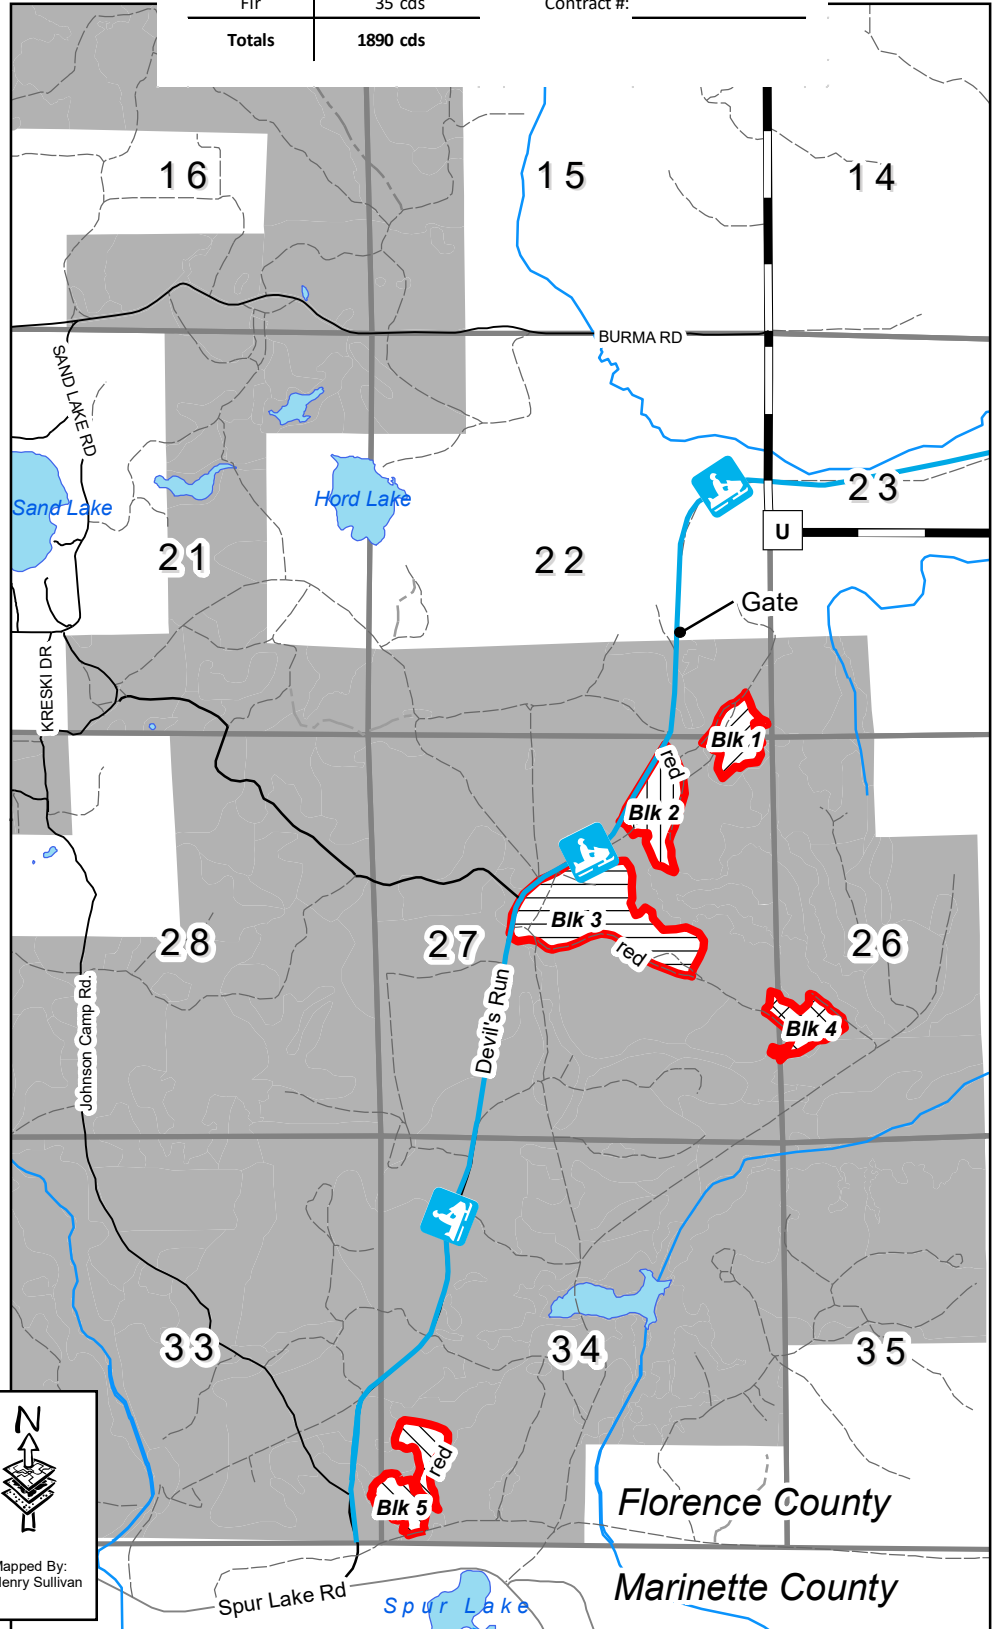 Fir 35 cds Contract #:
Totals 1890 cds
16 15 14
BURMA RD
SAND LAKE RD
Sand Lake
Hord Lake
23
U
21 22
Gate
KRESKI DR
Blk 1
red
Blk 2
Blk 3
red
28 27 26
Devil's Run
Johnson Camp Rd.
Blk 4
33 34 35
red
Blk 5
N
Florence County
Mapped By:
Henry Sullivan
Marinette County
Spur Lake Rd
Spur Lake